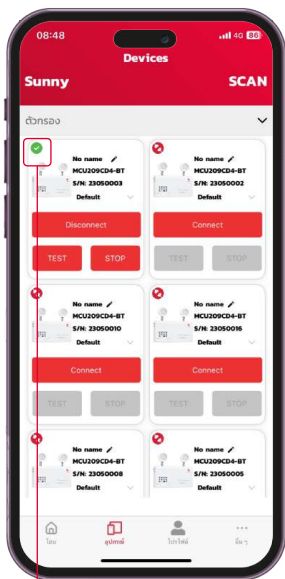 08:48 4G 86
Devices
Sunny SCAN
ตัวกรอง
No name
MCU209CD4-BT
S/N: 23050003
Default
Disconnect
TEST STOP
No name
MCU209CD4-BT
S/N: 23050002
Default
Connect
TEST STOP
No name
MCU209CD4-BT
S/N: 23050010
Default
Connect
TEST STOP
No name
MCU209CD4-BT
S/N: 23050016
Default
Connect
TEST STOP
No name
MCU209CD4-BT
S/N: 23050008
Default
No name
MCU209CD4-BT
S/N: 23050005
Default
โฮม อุปกรณ์ โปรไฟล์ อื่น ๆ